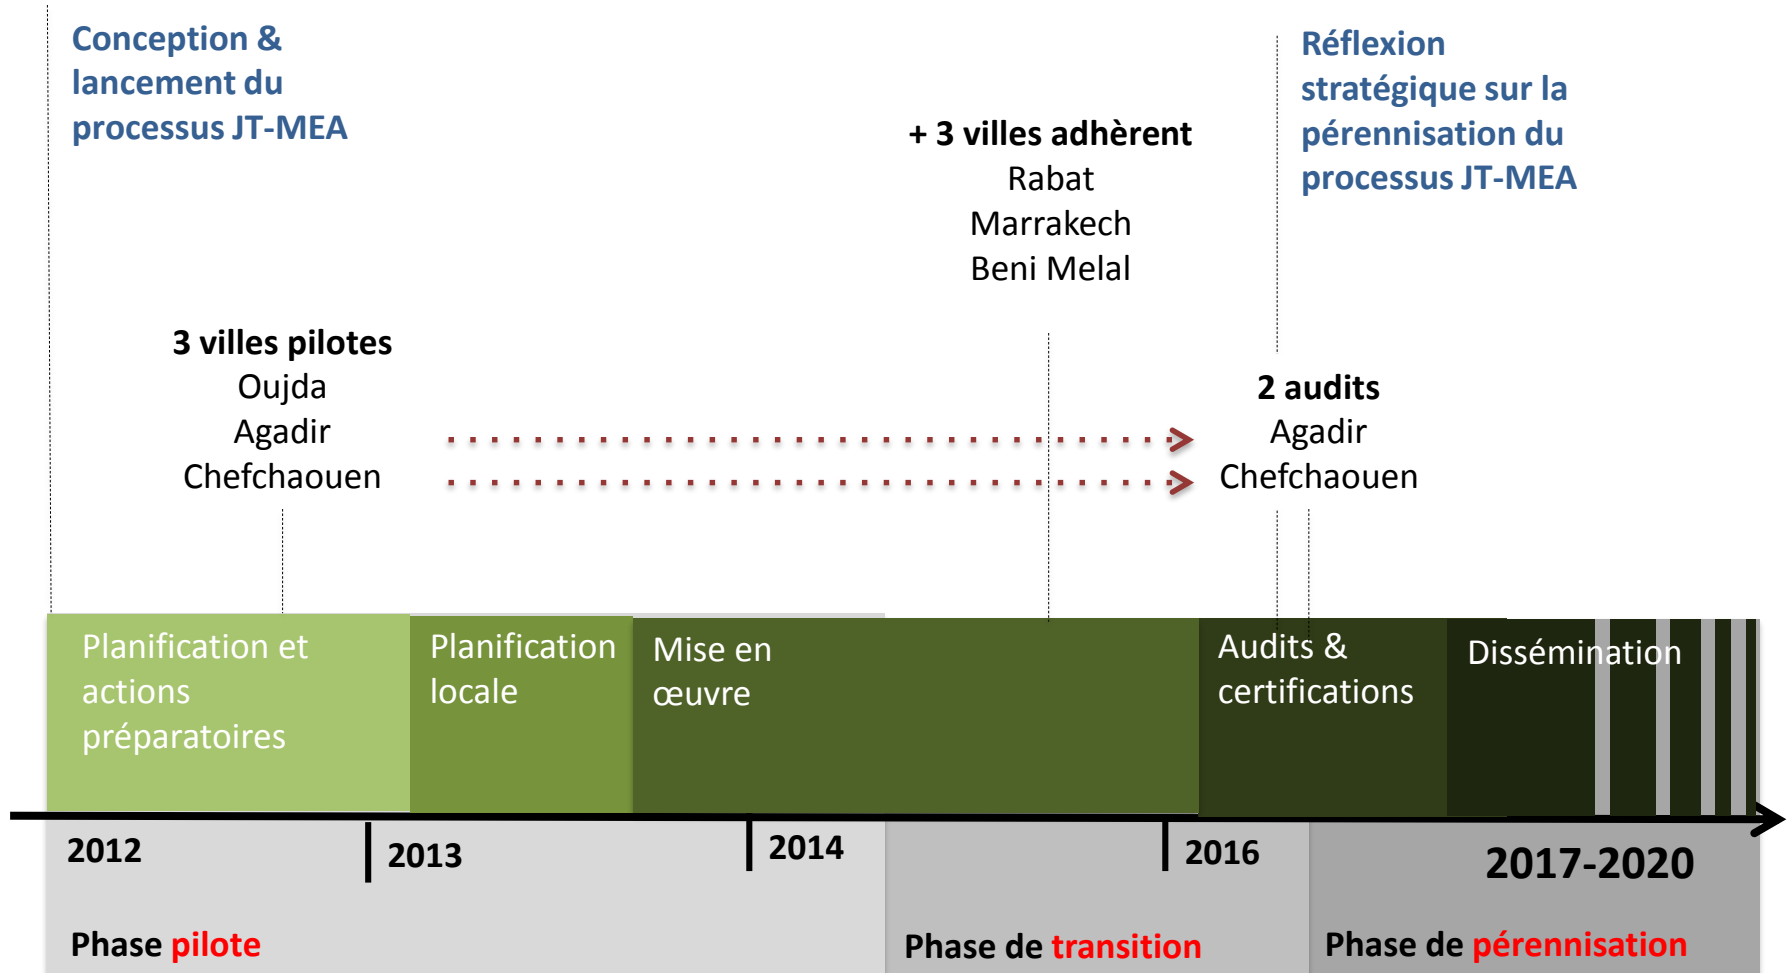 Conception &
lancement du
processus JT-MEA
Réflexion
stratégique sur la
pérennisation du
processus JT-MEA
+ 3 villes adhèrent
Rabat
Marrakech
Beni Melal
3 villes pilotes
Oujda
Agadir
Chefchaouen
2 audits
Agadir
Chefchaouen
Planification et
actions
préparatoires
Planification
locale
Mise en
œuvre
Audits &
certifications
Dissémination
2012
2013
2014
2016
2017-2020
Phase pilote
Phase de transition
Phase de pérennisation